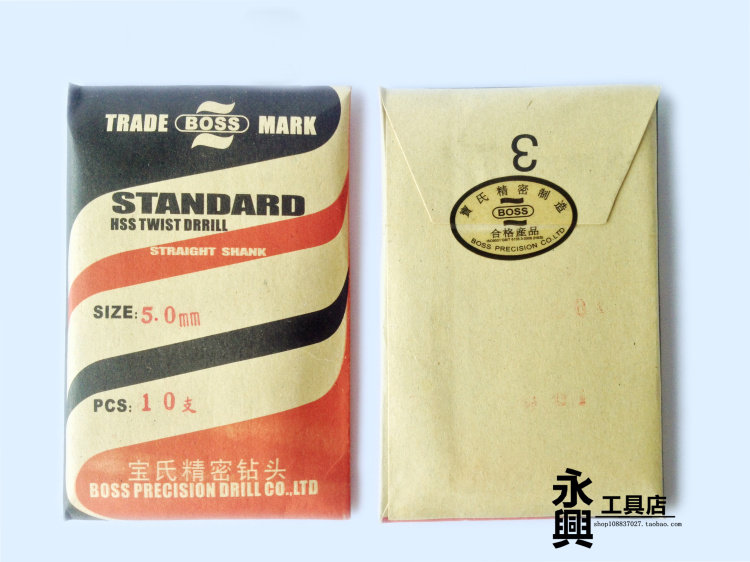 TRADE BOSS MARK
STANDARD
HSS TWIST DRRILL
STRAIGHT SHANK
SIZE: 5.0mm
PCS: 10支
宝氏精密钻头
BOSS PRECISION DRILL CO.,LTD
3
寶氏精密制造
BOSS
合格産品
BOSS PRECISION CO.LTD
永興
工具店
shop108837027.taobao.com